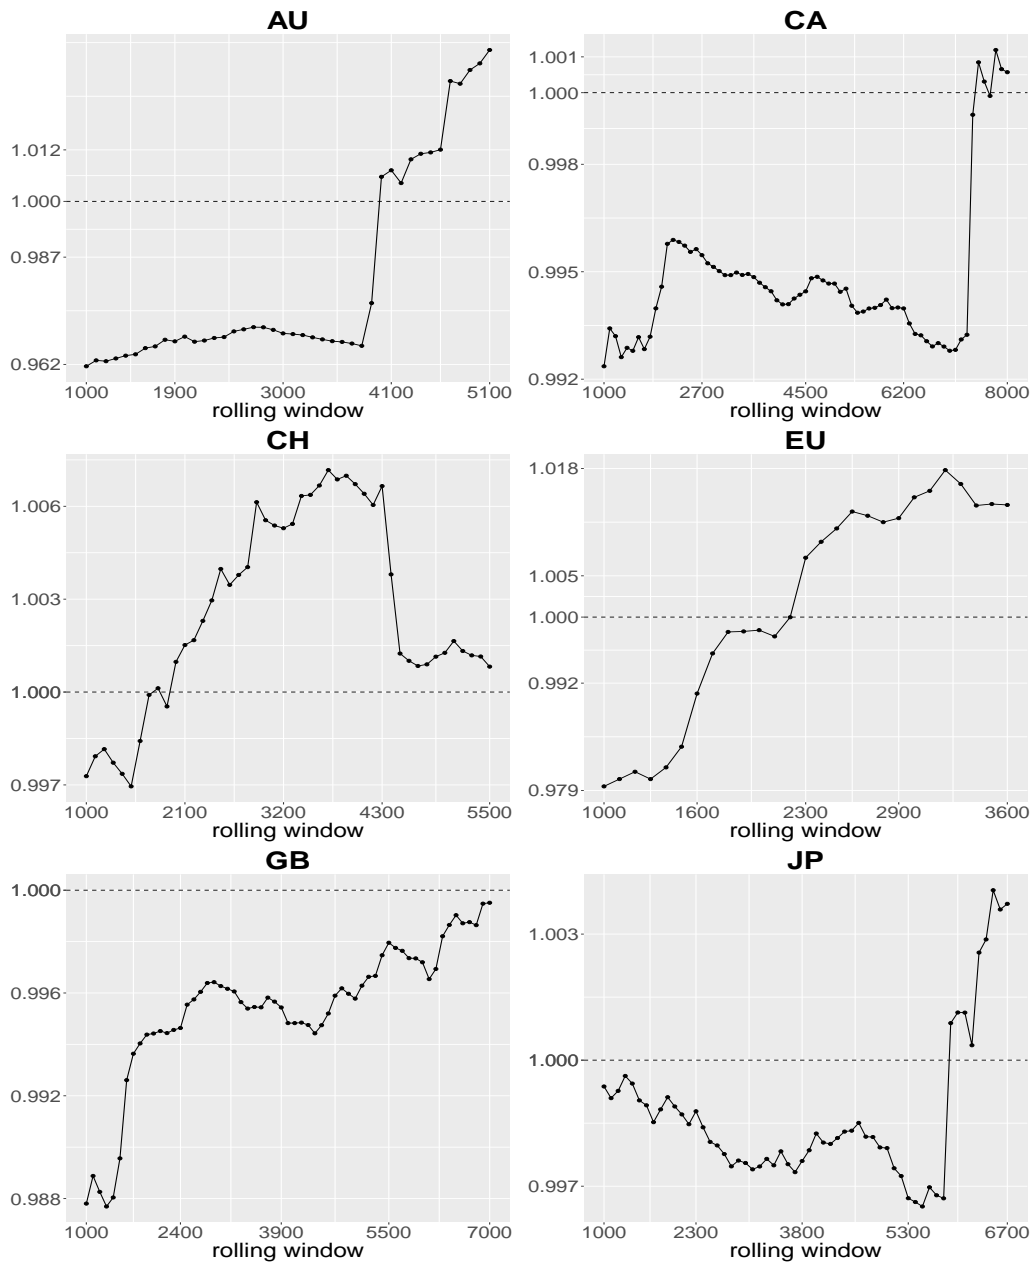 AU
1.012
1.000
0.987
0.962
1000 1900 3000 4100 5100
rolling window
CA
1.001
1.000
0.998
0.995
0.992
1000 2700 4500 6200 8000
rolling window
CH
1.006
1.003
1.000
0.997
1000 2100 3200 4300 5500
rolling window
EU
1.018
1.005
1.000
0.992
0.979
1000 1600 2300 2900 3600
rolling window
GB
1.000
0.996
0.992
0.988
1000 2400 3900 5500 7000
rolling window
JP
1.003
1.000
0.997
1000 2300 3800 5300 6700
rolling window